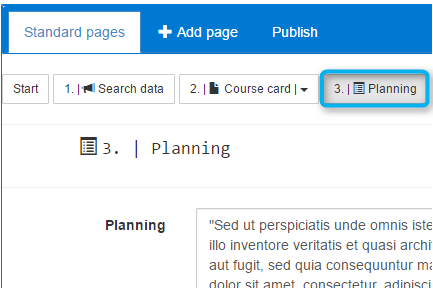 Standard pages Add page Publish
Start 1. | Search data 2. | Course card | 3. | Planning
3. | Planning
Planning "Sed ut perspiciatis unde omnis iste
illo inventore veritatis et quasi archi
aut fugit, sed quia consequuntur ma
dolor sit amet, consectetur, adipisci